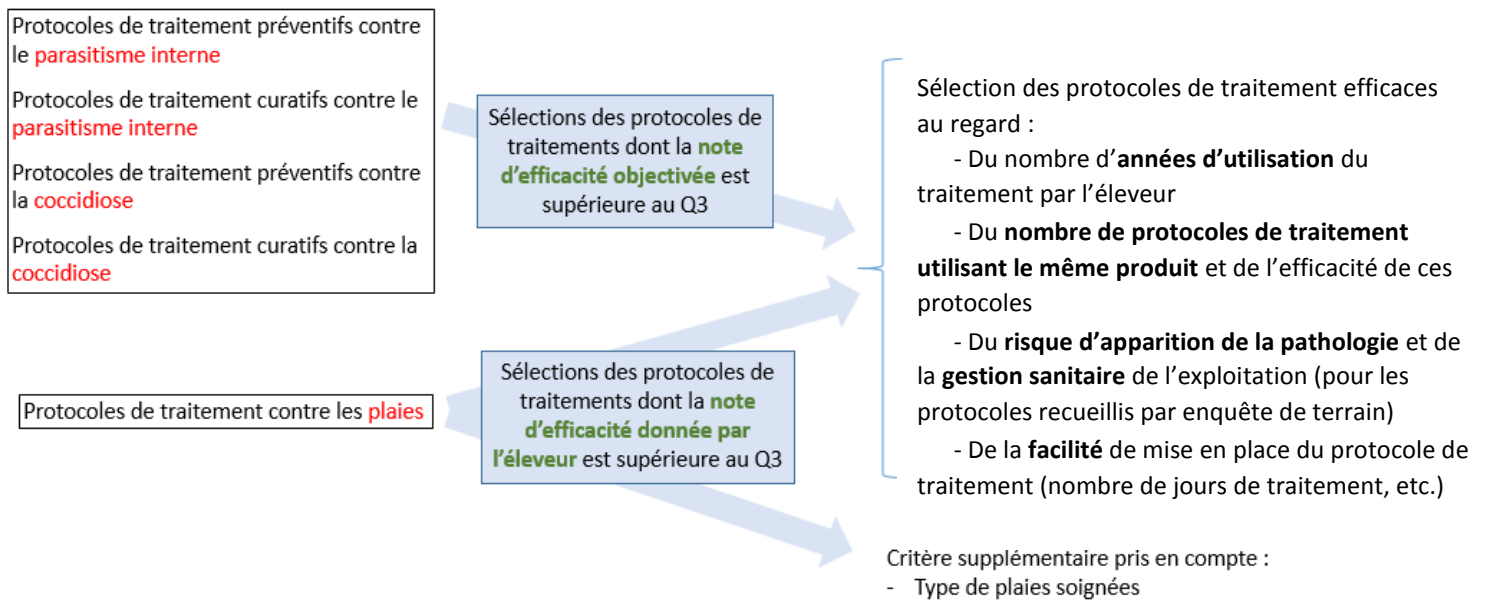 Protocoles de traitement préventifs contre
le parasitisme interne
Protocoles de traitement curatifs contre le
parasitisme interne
Protocoles de traitement préventifs contre
la coccidiose
Protocoles de traitement curatifs contre la
coccidiose
Sélections des protocoles de
traitements dont la note
d’efficacité objectivée est
supérieure au Q3
Protocoles de traitement contre les plaies
Sélections des protocoles de
traitements dont la note
d’efficacité donnée par
l’éleveur est supérieure au Q3
Sélection des protocoles de traitement efficaces
au regard :
- Du nombre d’années d’utilisation du
traitement par l’éleveur
- Du nombre de protocoles de traitement
utilisant le même produit et de l’efficacité de ces
protocoles
- Du risque d’apparition de la pathologie et de
la gestion sanitaire de l’exploitation (pour les
protocoles recueillis par enquête de terrain)
- De la facilité de mise en place du protocole de
traitement (nombre de jours de traitement, etc.)
Critère supplémentaire pris en compte :
- Type de plaies soignées